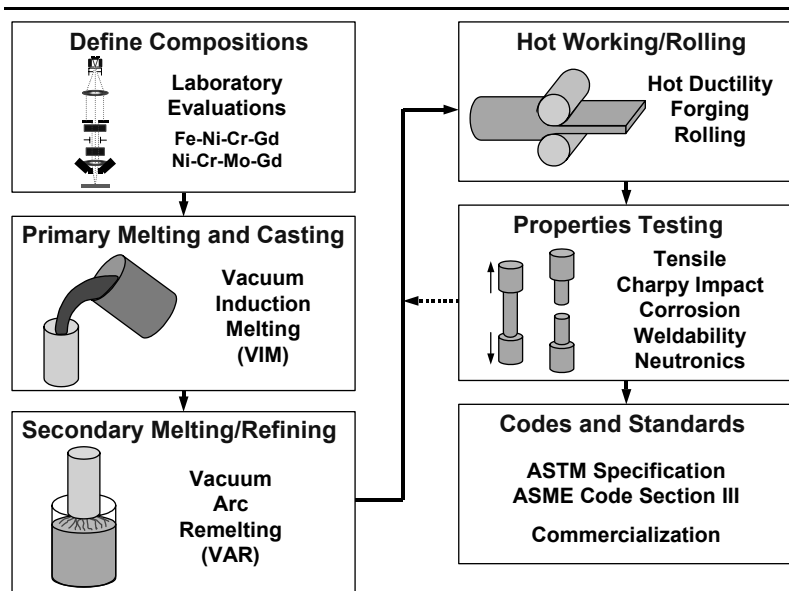 Define Compositions
Laboratory
Evaluations
Fe-Ni-Cr-Gd
Ni-Cr-Mo-Gd
Primary Melting and Casting
Vacuum
Induction
Melting
(VIM)
Secondary Melting/Refining
Vacuum
Arc
Remelting
(VAR)
Hot Working/Rolling
Hot Ductility
Forging
Rolling
Properties Testing
Tensile
Charpy Impact
Corrosion
Weldability
Neutronics
Codes and Standards
ASTM Specification
ASME Code Section III
Commercialization